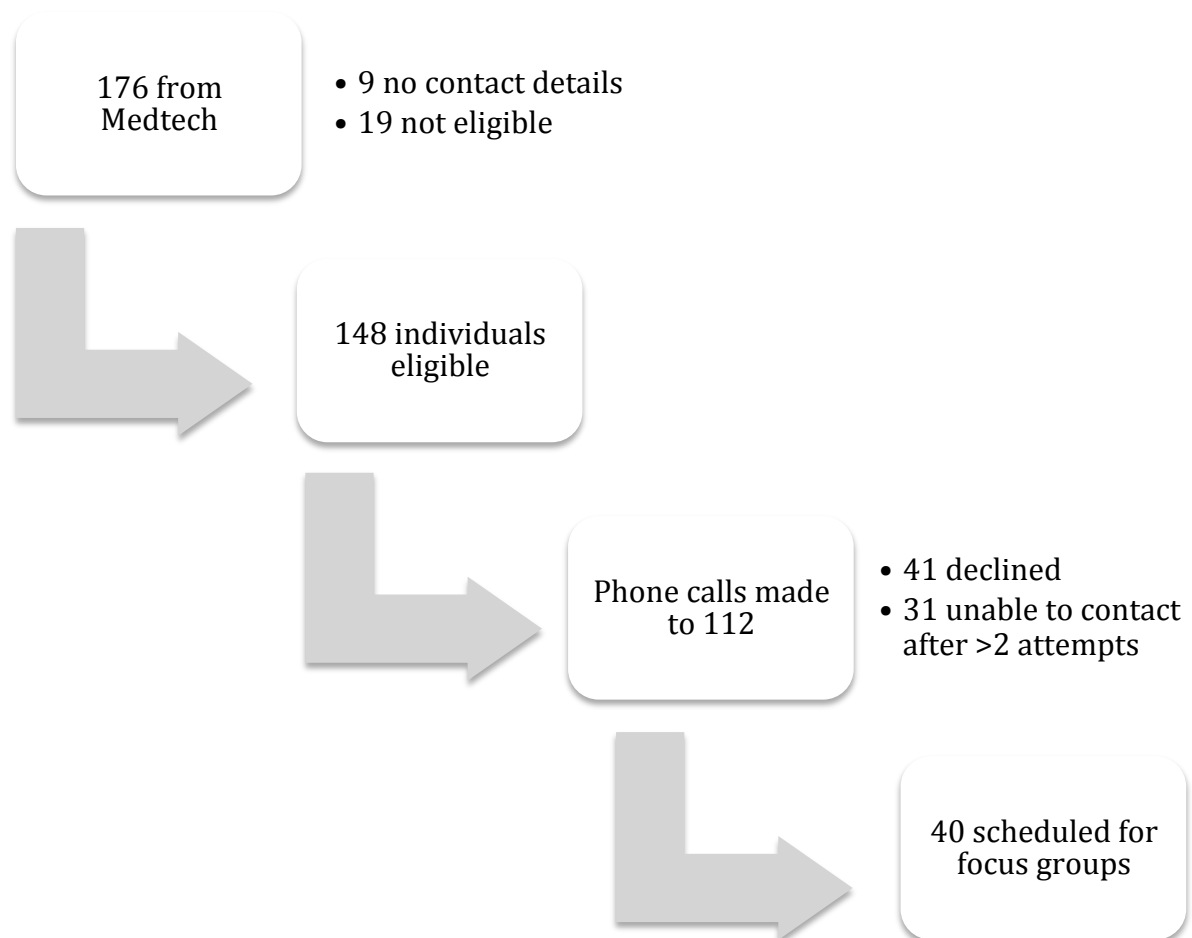 176 from
Medtech
• 9 no contact details
• 19 not eligible
148 individuals
eligible
Phone calls made
to 112
• 41 declined
• 31 unable to contact
after >2 attempts
40 scheduled for
focus groups